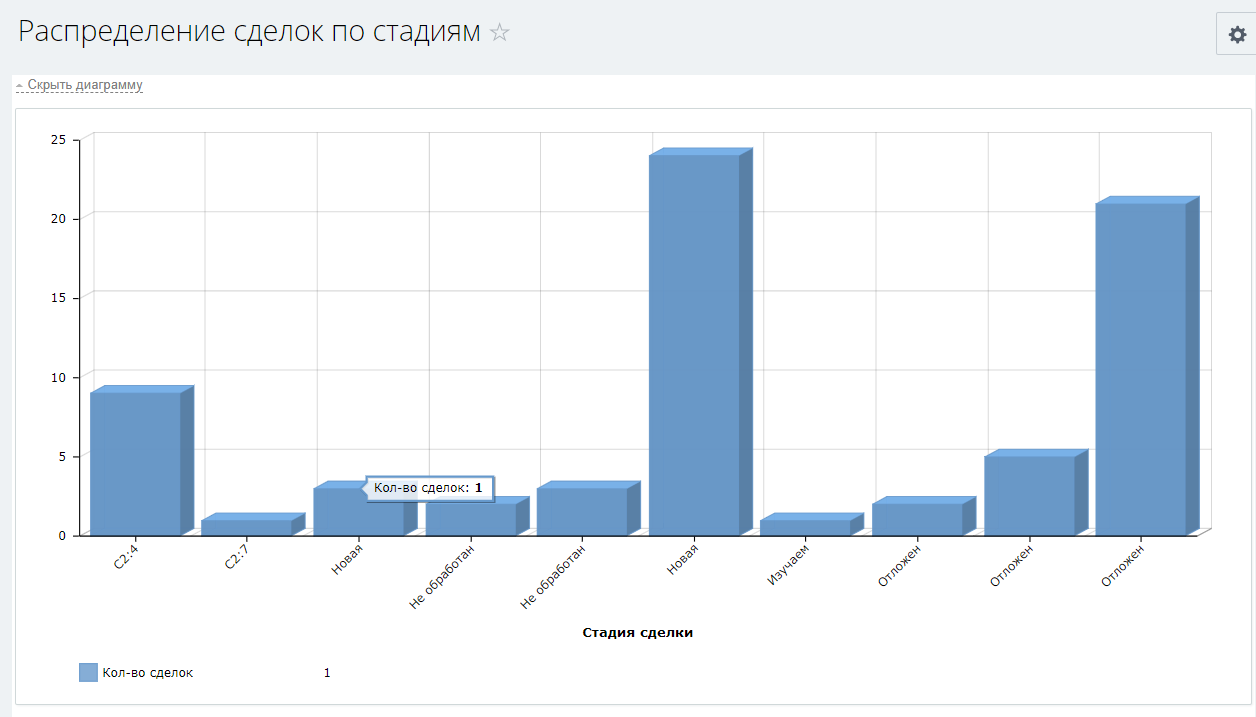 Распределение сделок по стадиям
Скрыть диаграмму
25
20
15
10
5
0
Кол-во сделок: 1
C2:4
C2:7
Новая
Не обработан
Не обработан
Новая
Изучаем
Отложен
Отложен
Отложен
Стадия сделки
Кол-во сделок 1